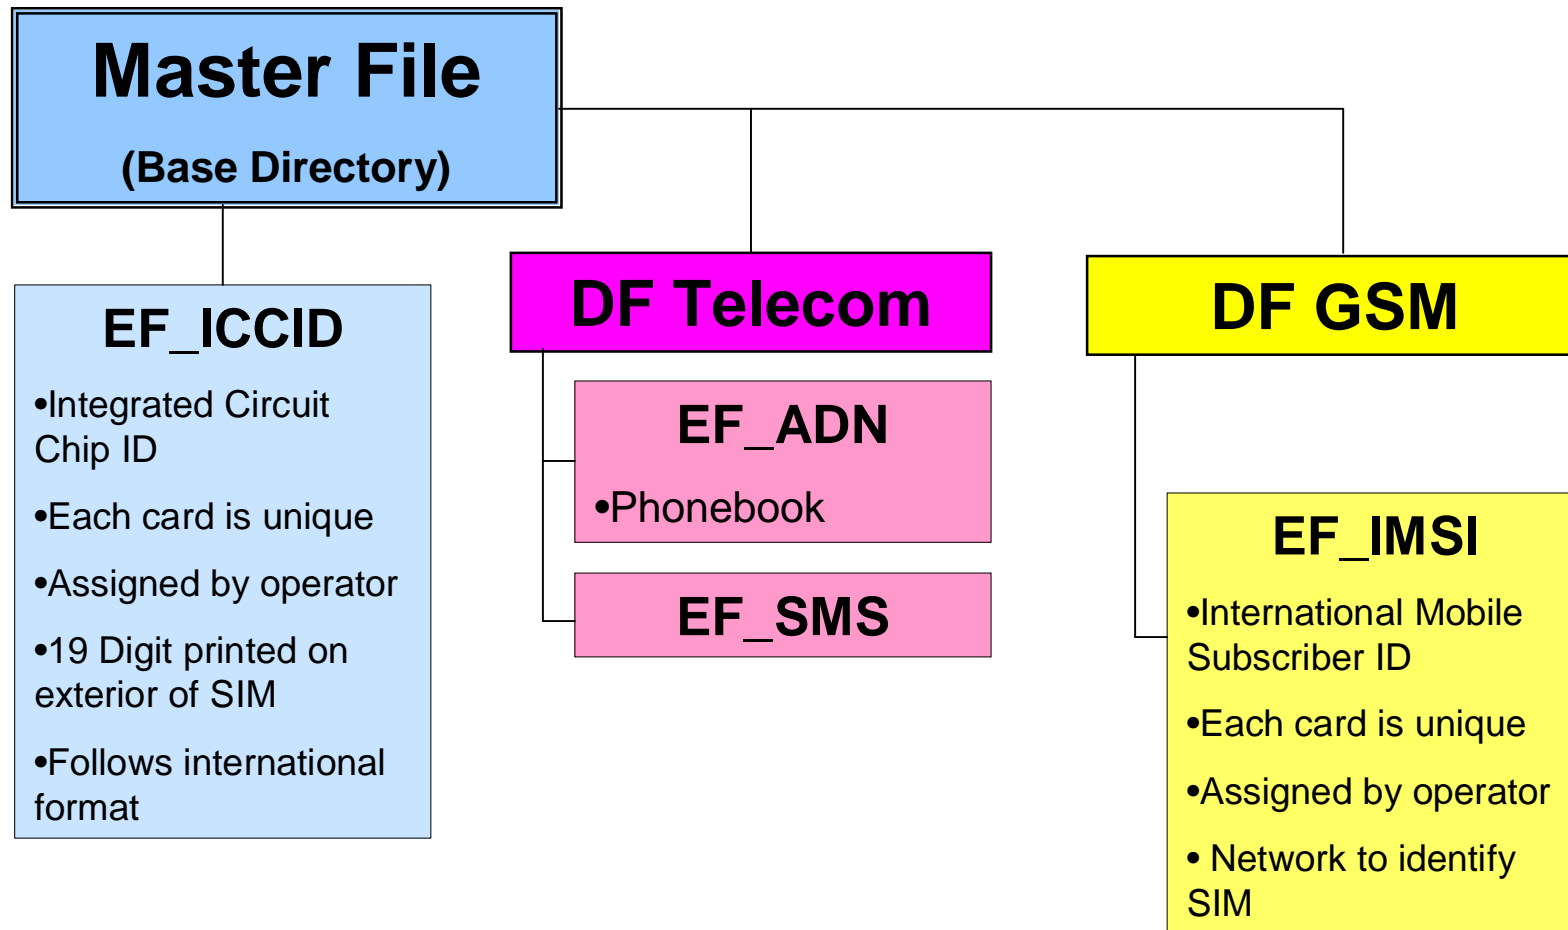 Master File
(Base Directory)
EF_ICCID
•Integrated Circuit
Chip ID
•Each card is unique
•Assigned by operator
•19 Digit printed on
exterior of SIM
•Follows international
format
DF Telecom
EF_ADN
•Phonebook
EF_SMS
DF GSM
EF_IMSI
•International Mobile
Subscriber ID
•Each card is unique
•Assigned by operator
• Network to identify
SIM